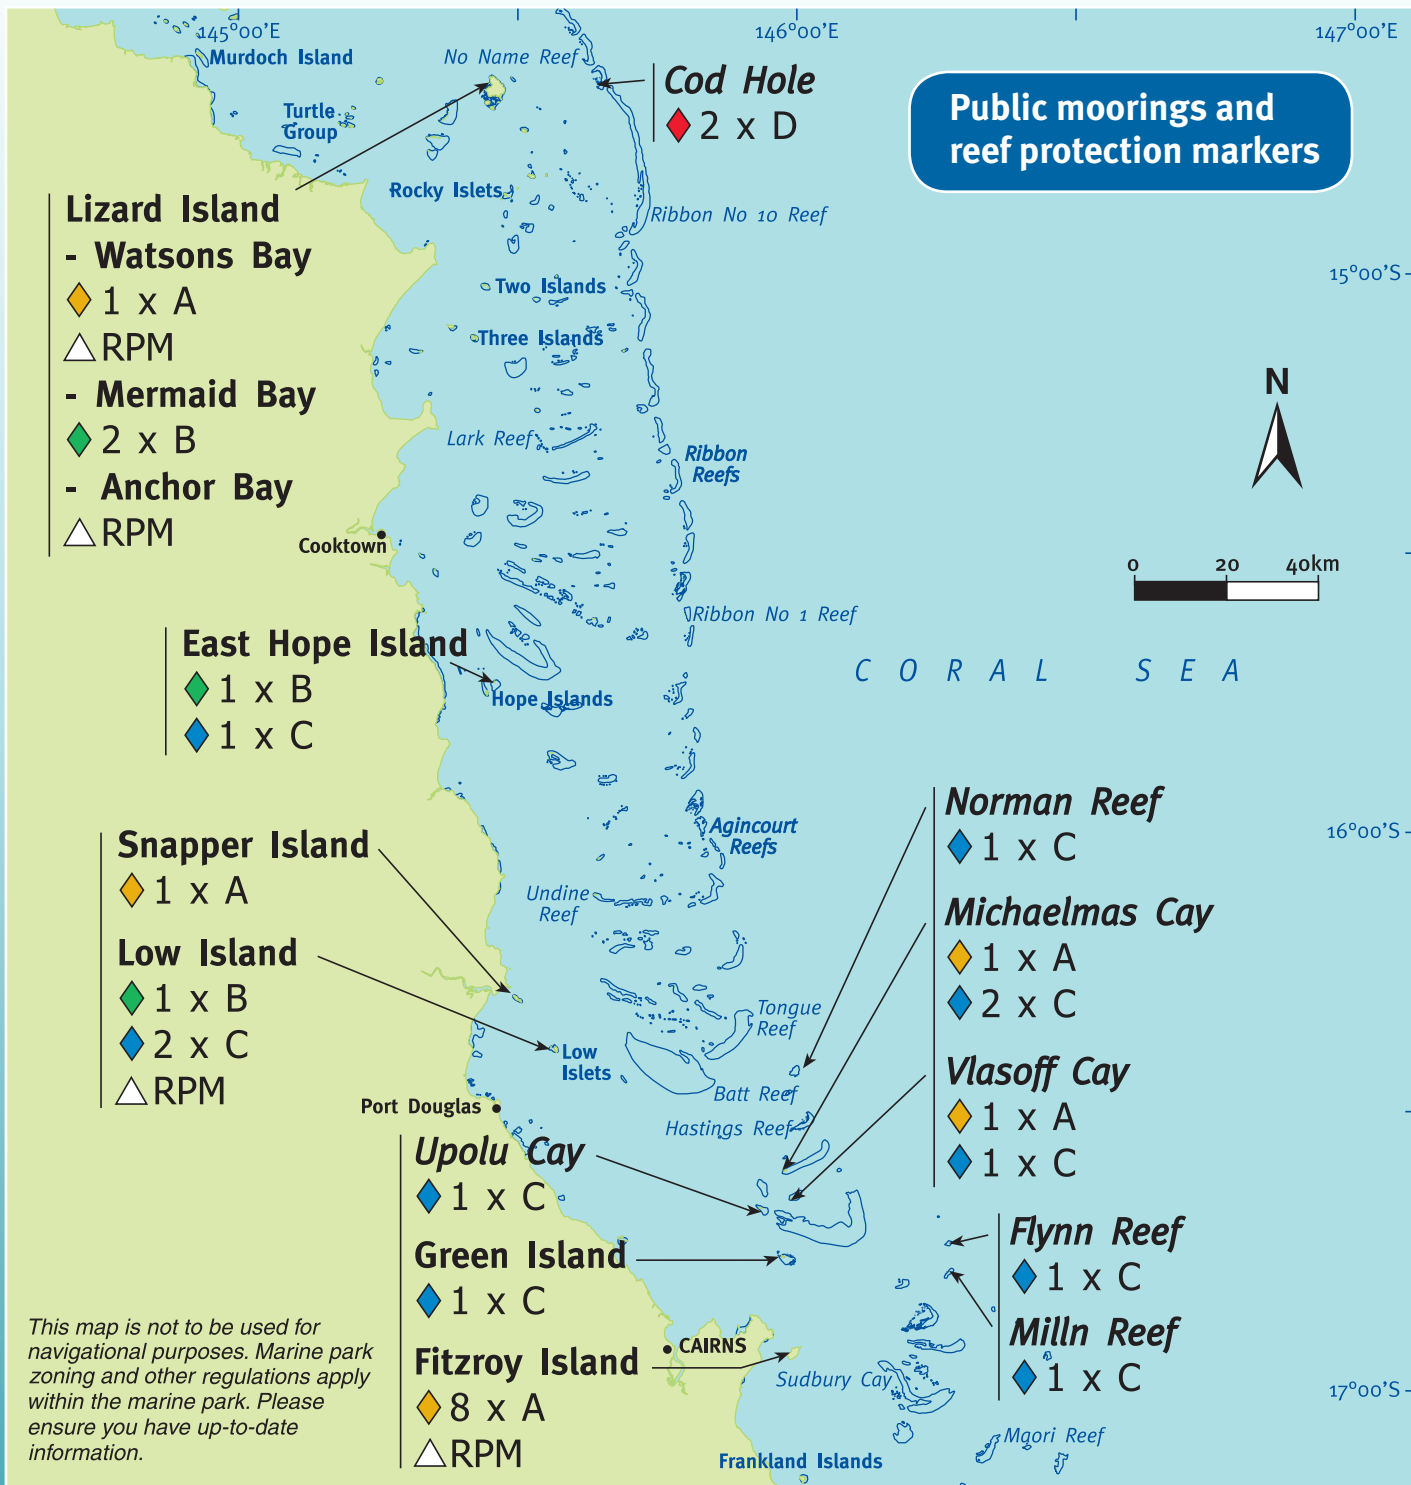 145°00'E
146°00'E
147°00'E
Murdoch Island
No Name Reef
Cod Hole
2 x D
Public moorings and
reef protection markers
Turtle
Group
Rocky Islets
Ribbon No 10 Reef
Lizard Island
- Watsons Bay
1 x A
RPM
- Mermaid Bay
2 x B
- Anchor Bay
RPM
15°00'S
Two Islands
Three Islands
N
Lark Reef
Ribbon
Reefs
Cooktown
0 20 40km
Ribbon No 1 Reef
East Hope Island
1 x B
1 x C
Hope Islands
CORAL SEA
Norman Reef
1 x C
Michaelmas Cay
1 x A
2 x C
Vlasoff Cay
1 x A
1 x C
16°00'S
Agincourt
Reefs
Snapper Island
1 x A
Undine
Reef
Low Island
1 x B
2 x C
RPM
Tongue
Reef
Low
Islets
Batt Reef
Port Douglas
Hastings Reef
Upolu Cay
1 x C
Green Island
1 x C
Fitzroy Island
8 x A
RPM
Flynn Reef
1 x C
Milln Reef
1 x C
CAIRNS
Sudbury Cay
17°00'S
Maori Reef
Frankland Islands
This map is not to be used for
navigational purposes. Marine park
zoning and other regulations apply
within the marine park. Please
ensure you have up-to-date
information.